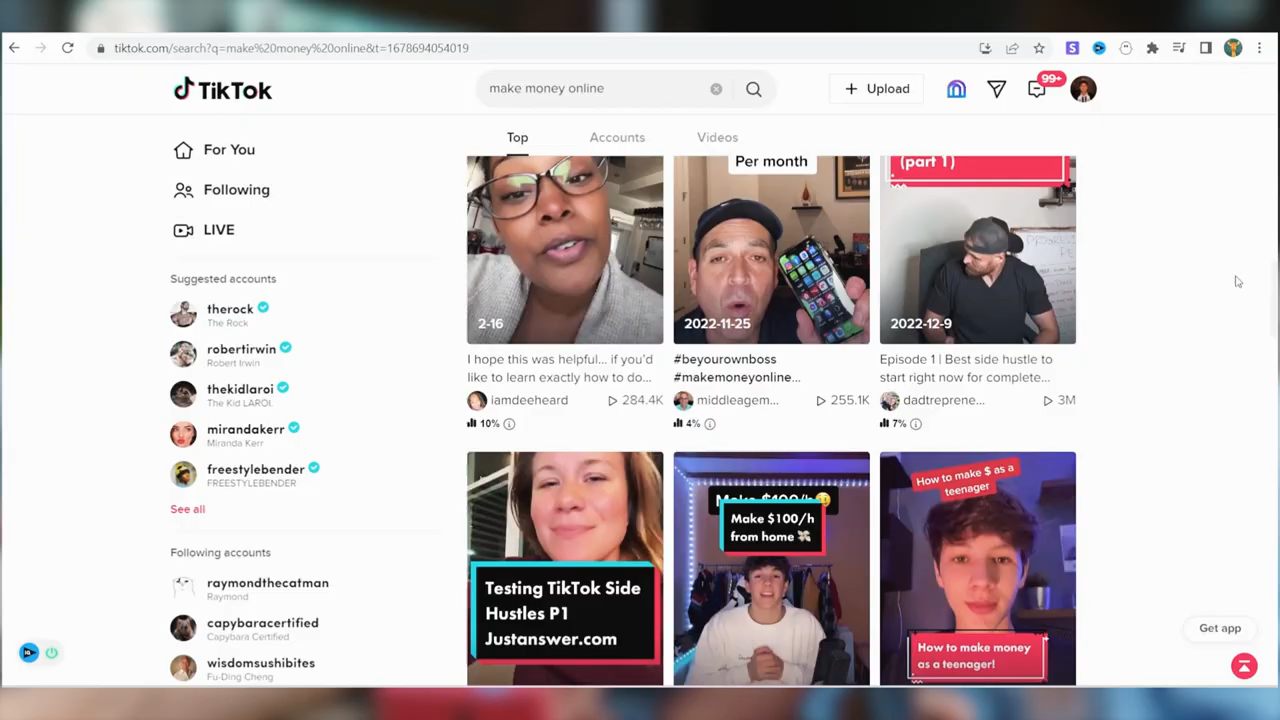 tiktok.com/search?q=make%20money%20online&t=1678694054019
TikTok
make money online
Upload
99+
Top
Accounts
Videos
For You
Following
LIVE
Suggested accounts
therock
The Rock
robertirwin
Robert Irwin
thekidlaroi
The Kid LAROI.
mirandakerr
Miranda Kerr
freestylebender
FREESTYLEBENDER
See all
Following accounts
raymondthecatman
Raymond
capybaracertified
Capybara Certified
wisdomsushibites
Fu-Ding Cheng
2-16
I hope this was helpful... if you'd
like to learn exactly how to do...
iamdeeheard
284.4K
10%
Per month
2022-11-25
#beyourownboss
#makemoneyonline...
middleagem...
255.1K
4%
(part 1)
2022-12-9
Episode 1 | Best side hustle to
start right now for complete...
dadtreprene...
3M
7%
Testing TikTok Side
Hustles P1
Justanswer.com
Make $100/h
Make $100/h
from home
How to make $ as a
teenager
How to make money
as a teenager!
Get app